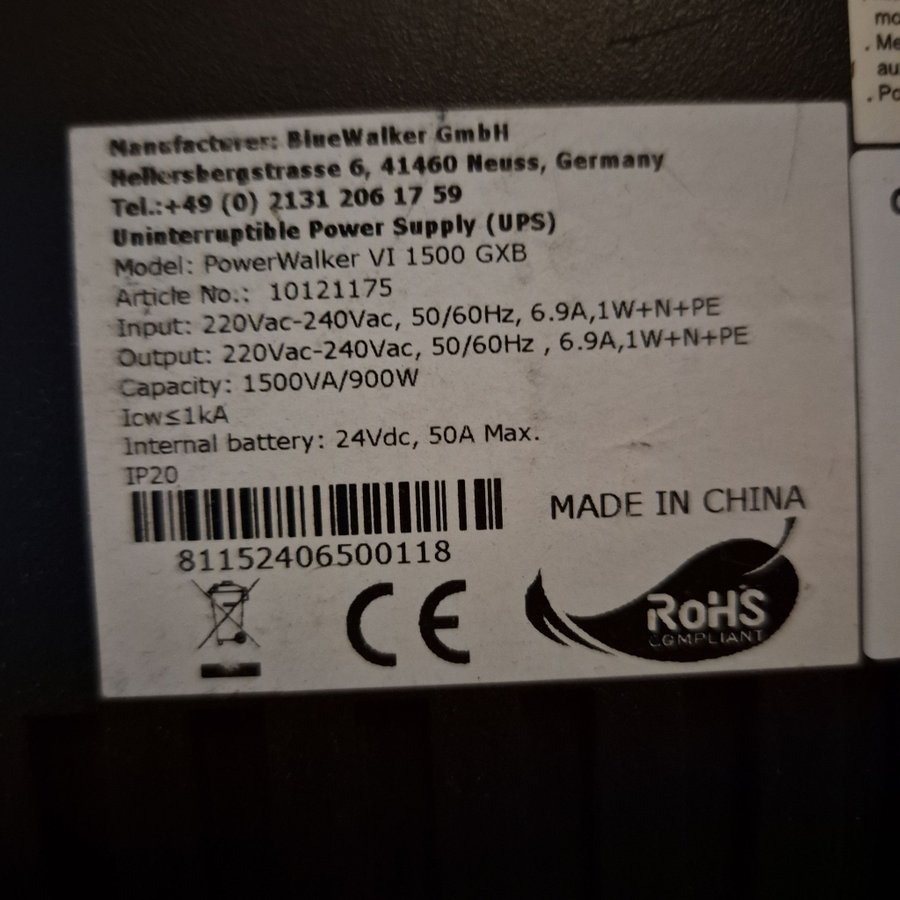 Manufacturer: BlueWalker GmbH
Hellersbergstrasse 6, 41460 Neuss, Germany
Tel.:+49 (0) 2131 206 17 59
Uninterruptible Power Supply (UPS)
Model: PowerWalker VI 1500 GXB
Article No.: 10121175
Input: 220Vac-240Vac, 50/60Hz, 6.9A,1W+N+PE
Output: 220Vac-240Vac, 50/60Hz , 6.9A,1W+N+PE
Capacity: 1500VA/900W
Icw≤1kA
Internal battery: 24Vdc, 50A Max.
IP20
MADE IN CHINA
81152406500118
CE
RoHS
COMPLIANT